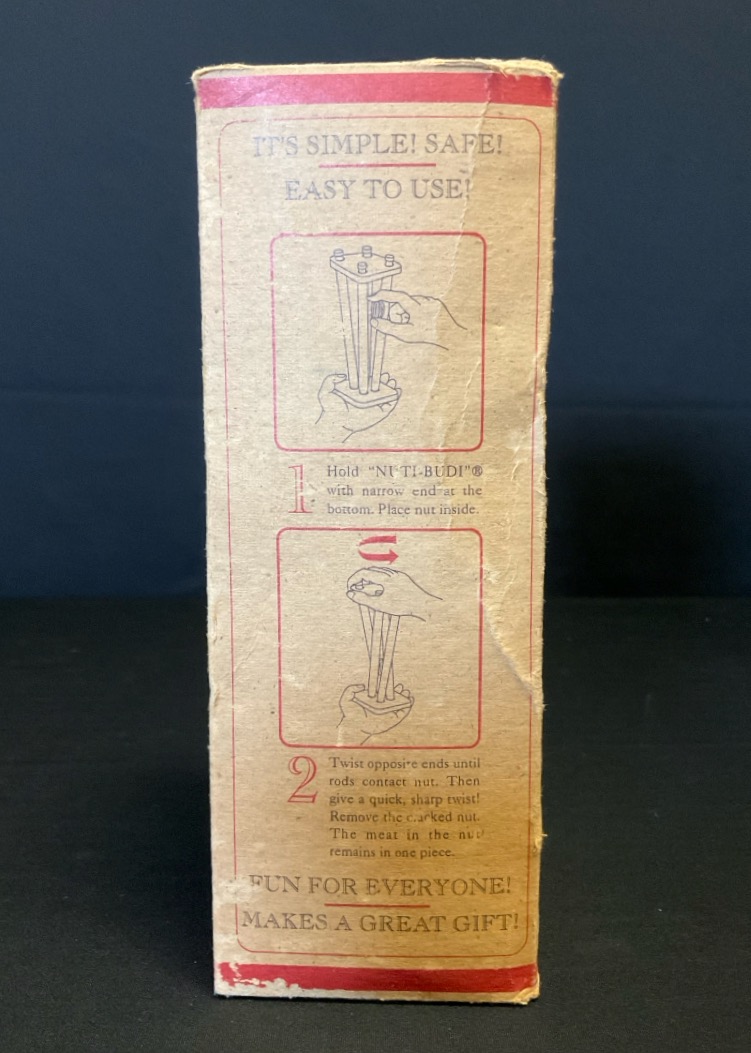 IT'S SIMPLE! SAFE!
EASY TO USE!
1 Hold "NUTI-BUDI"®
with narrow end at the
bottom. Place nut inside.
2 Twist opposite ends until
rods contact nut. Then
give a quick, sharp twist!
Remove the cracked nut.
The meat in the nut
remains in one piece.
FUN FOR EVERYONE!
MAKES A GREAT GIFT!